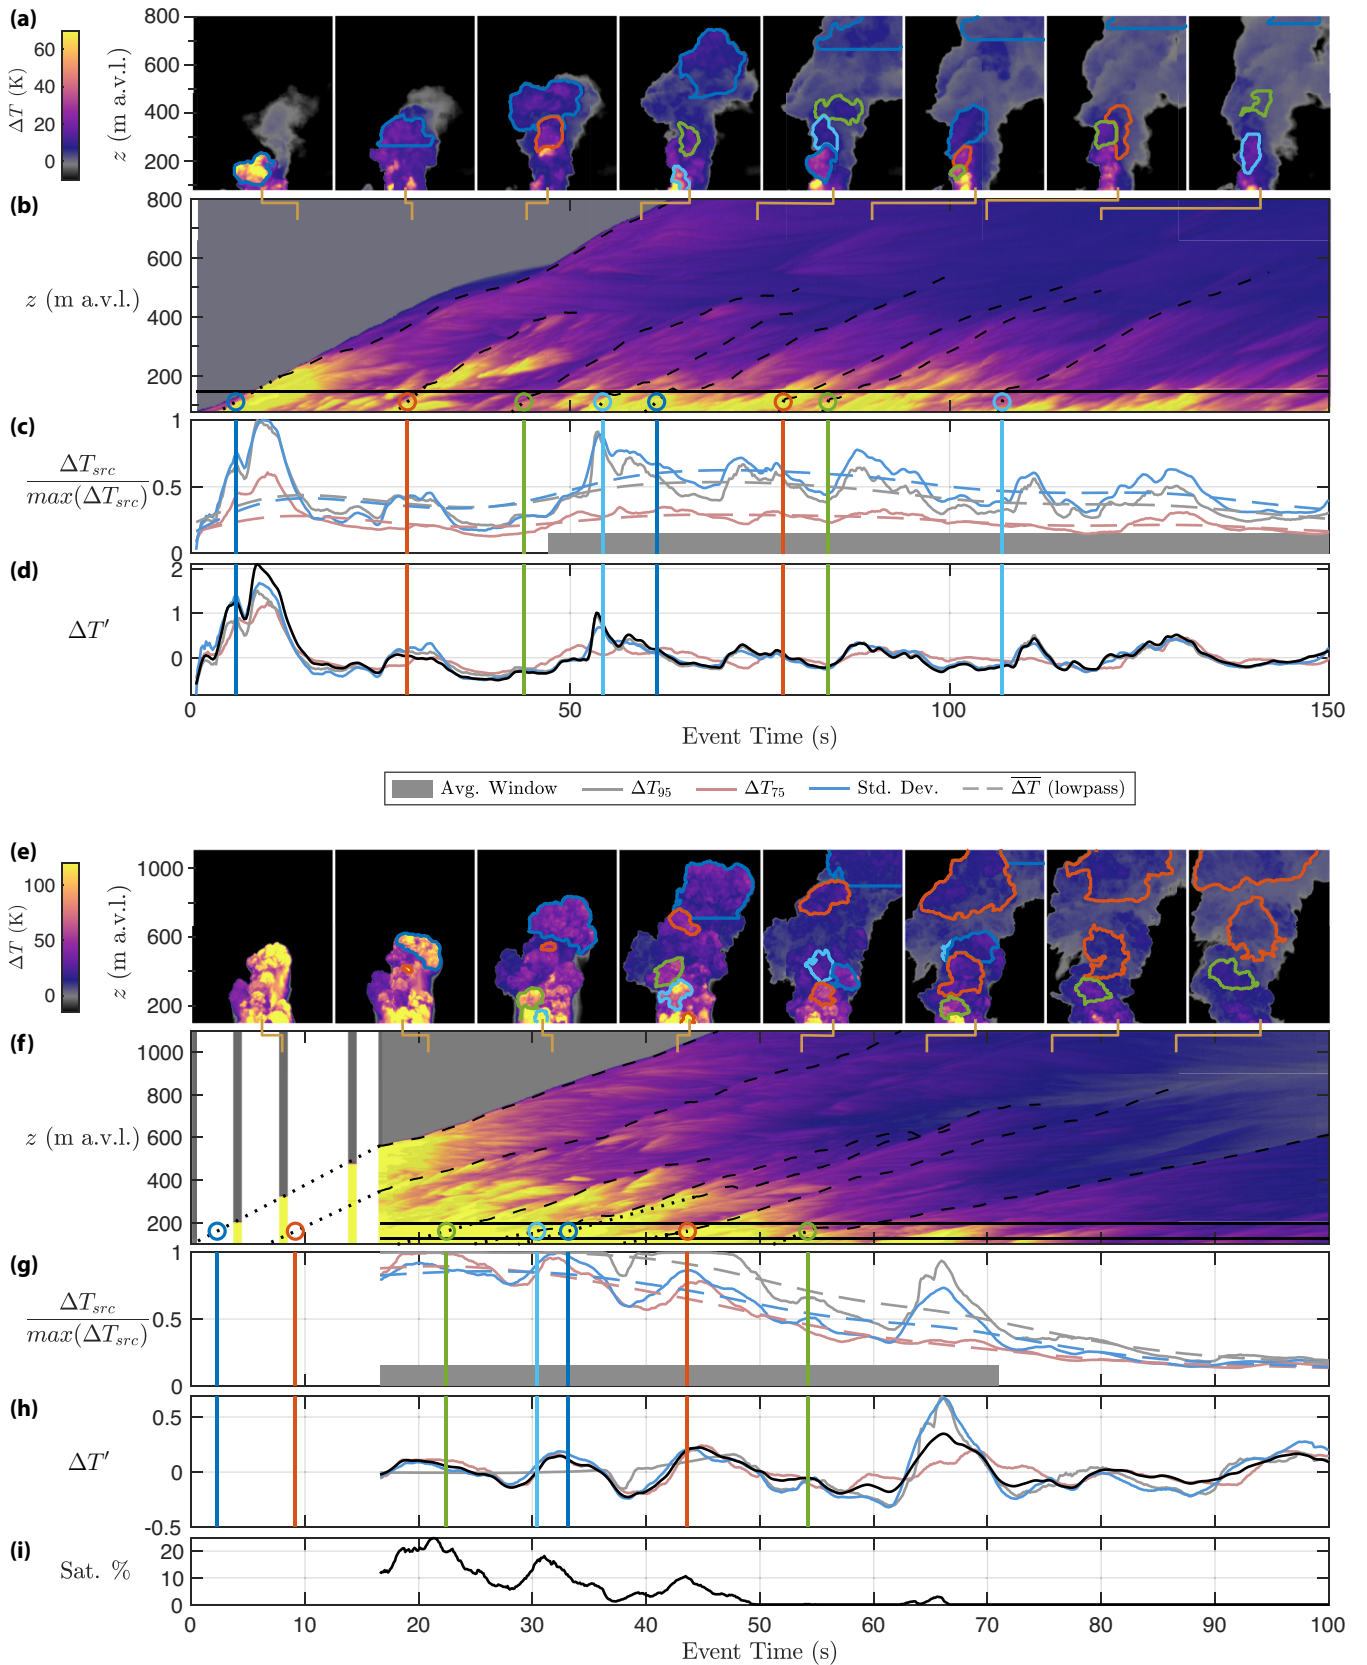 (a)
60
40
20
0
ΔT (K)
800
600
400
200
z (m a.v.l.)
(b)
800
600
400
200
z (m a.v.l.)
(c)
1
0.5
0
ΔT_src
max(ΔT_src)
(d)
2
1
0
ΔT′
0 50 100 150
Event Time (s)
Avg. Window ΔT₉₅ ΔT₇₅ Std. Dev. \overline{ΔT} (lowpass)
(e)
100
50
0
ΔT (K)
1000
600
200
z (m a.v.l.)
(f)
1000
800
600
400
200
z (m a.v.l.)
(g)
1
0.5
0
ΔT_src
max(ΔT_src)
(h)
0.5
0
-0.5
ΔT′
(i)
20
10
0
Sat. %
0 10 20 30 40 50 60 70 80 90 100
Event Time (s)